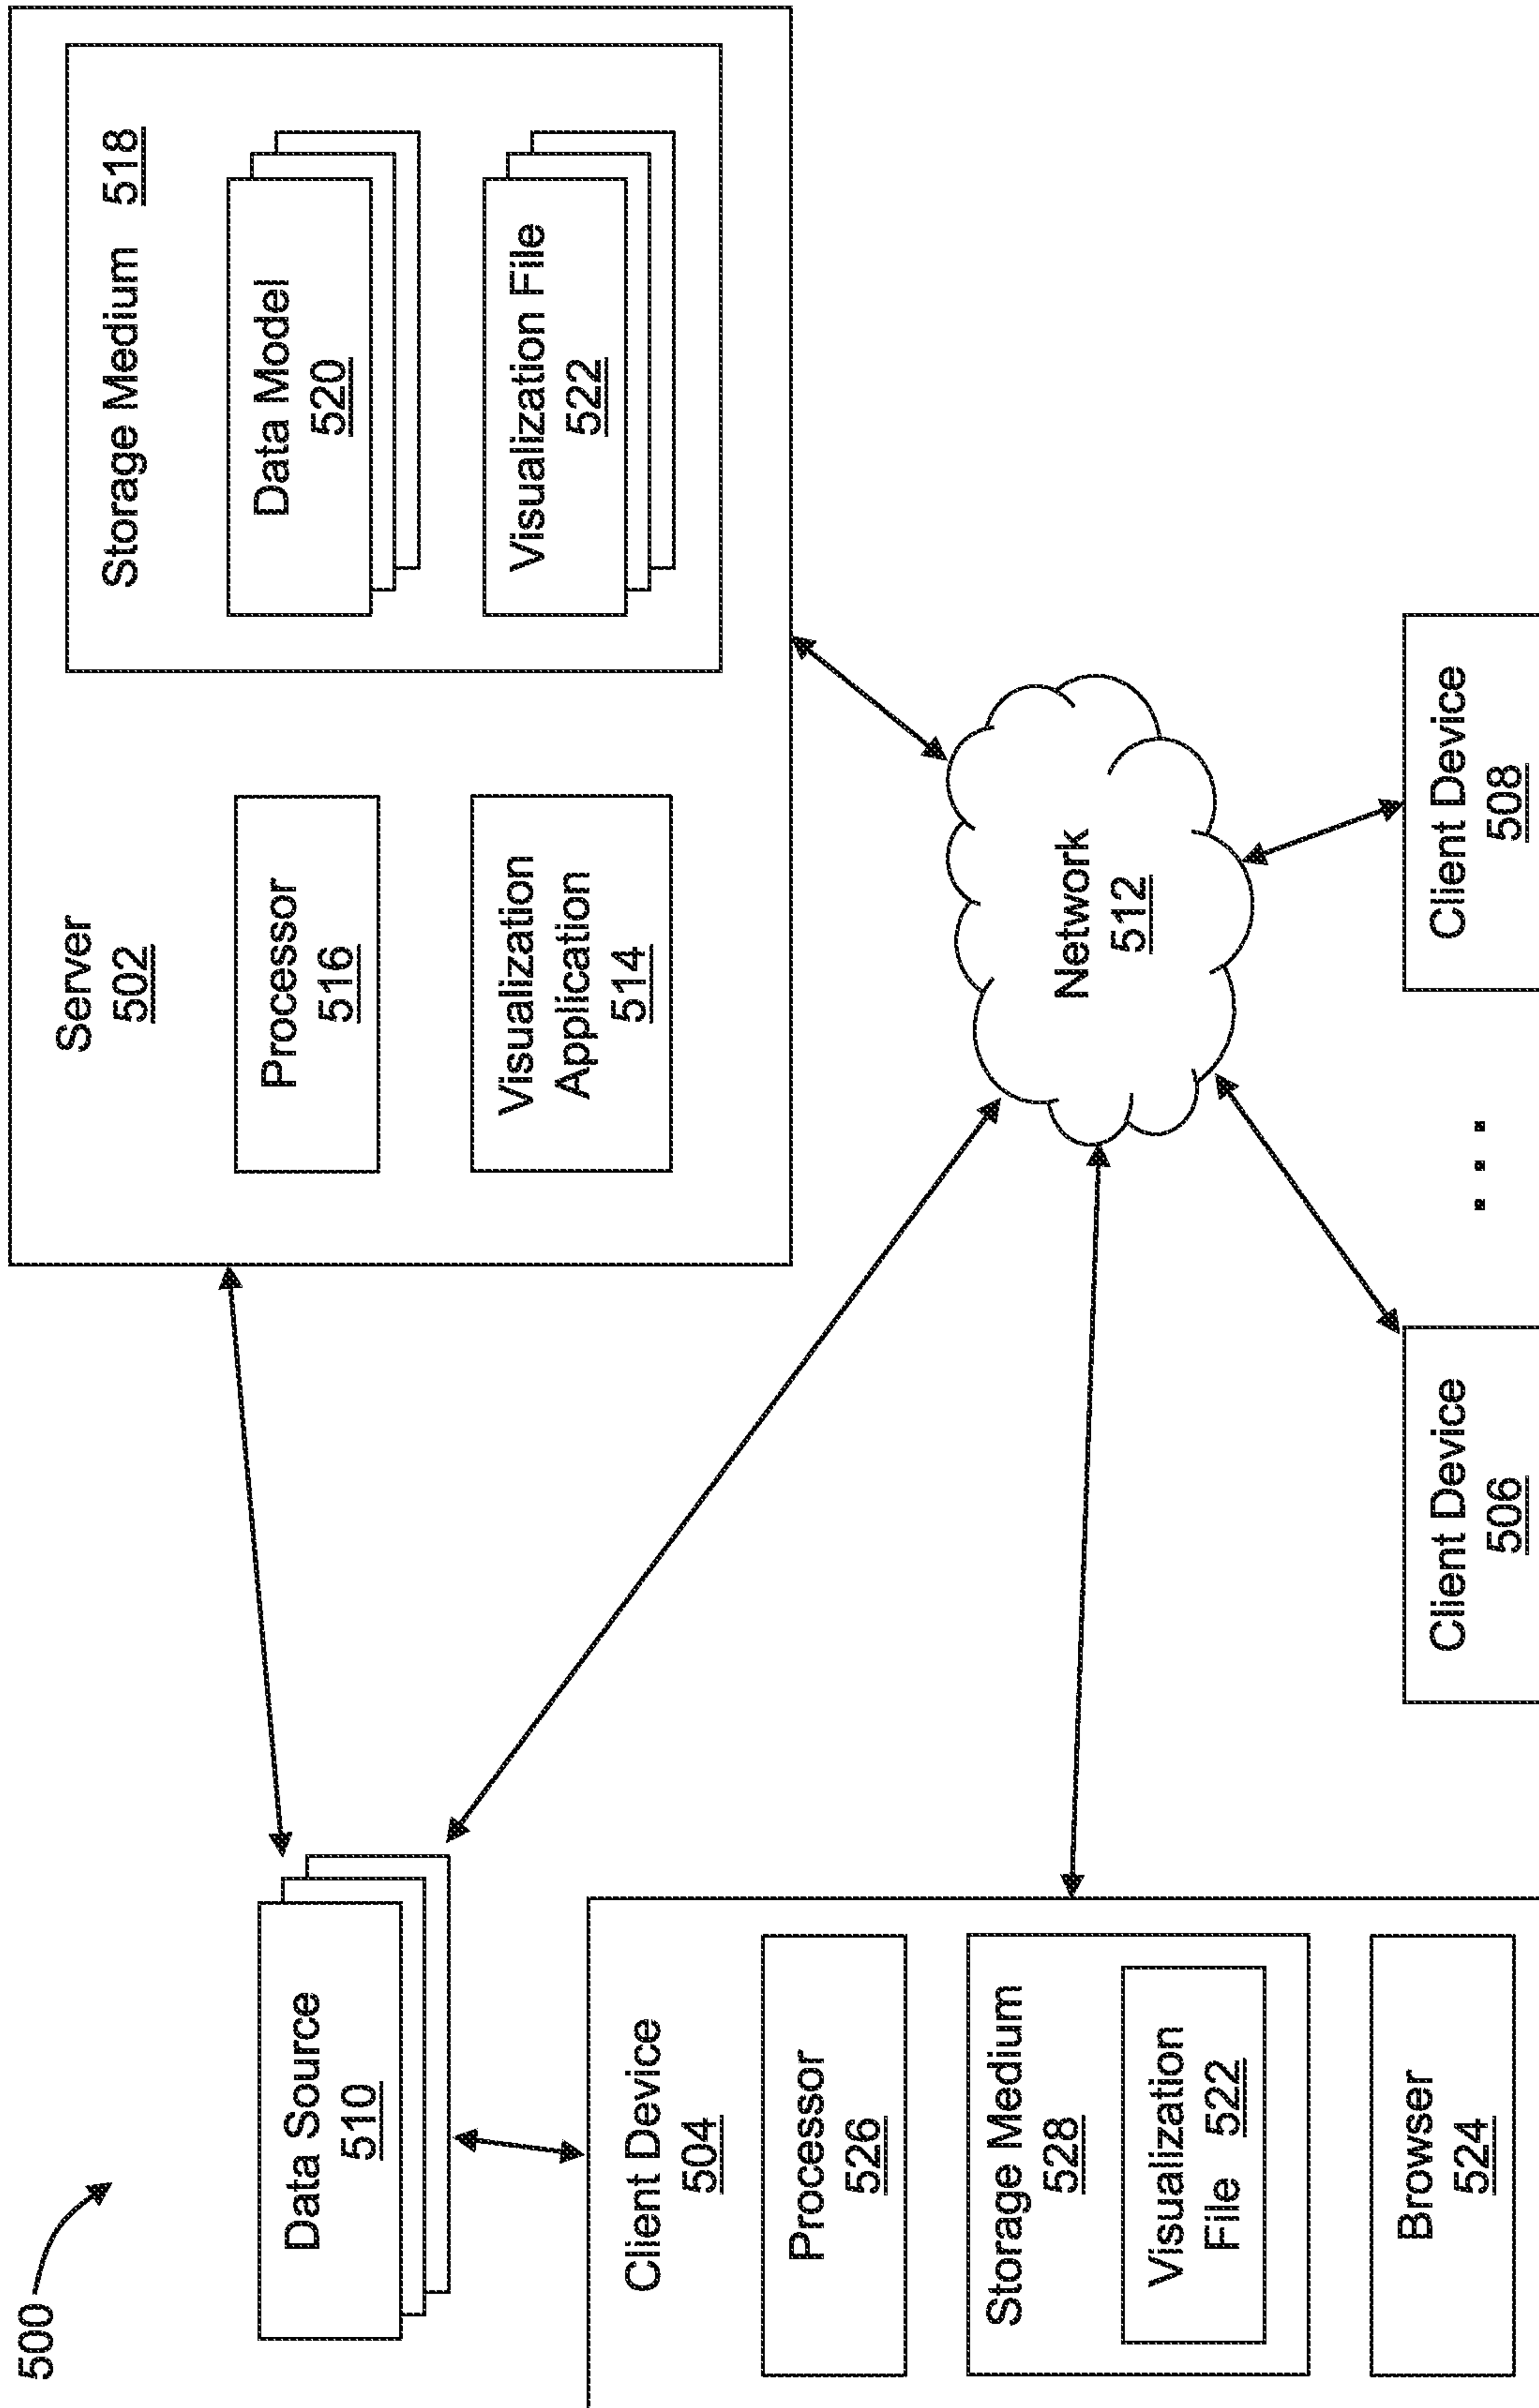 500
Data Source
510
Client Device
504
Processor
526
Storage Medium
528
Visualization
File 522
Browser
524
Server
502
Processor
516
Visualization
Application
514
Storage Medium 518
Data Model
520
Visualization File
522
Network
512
Client Device
506
. . .
Client Device
508